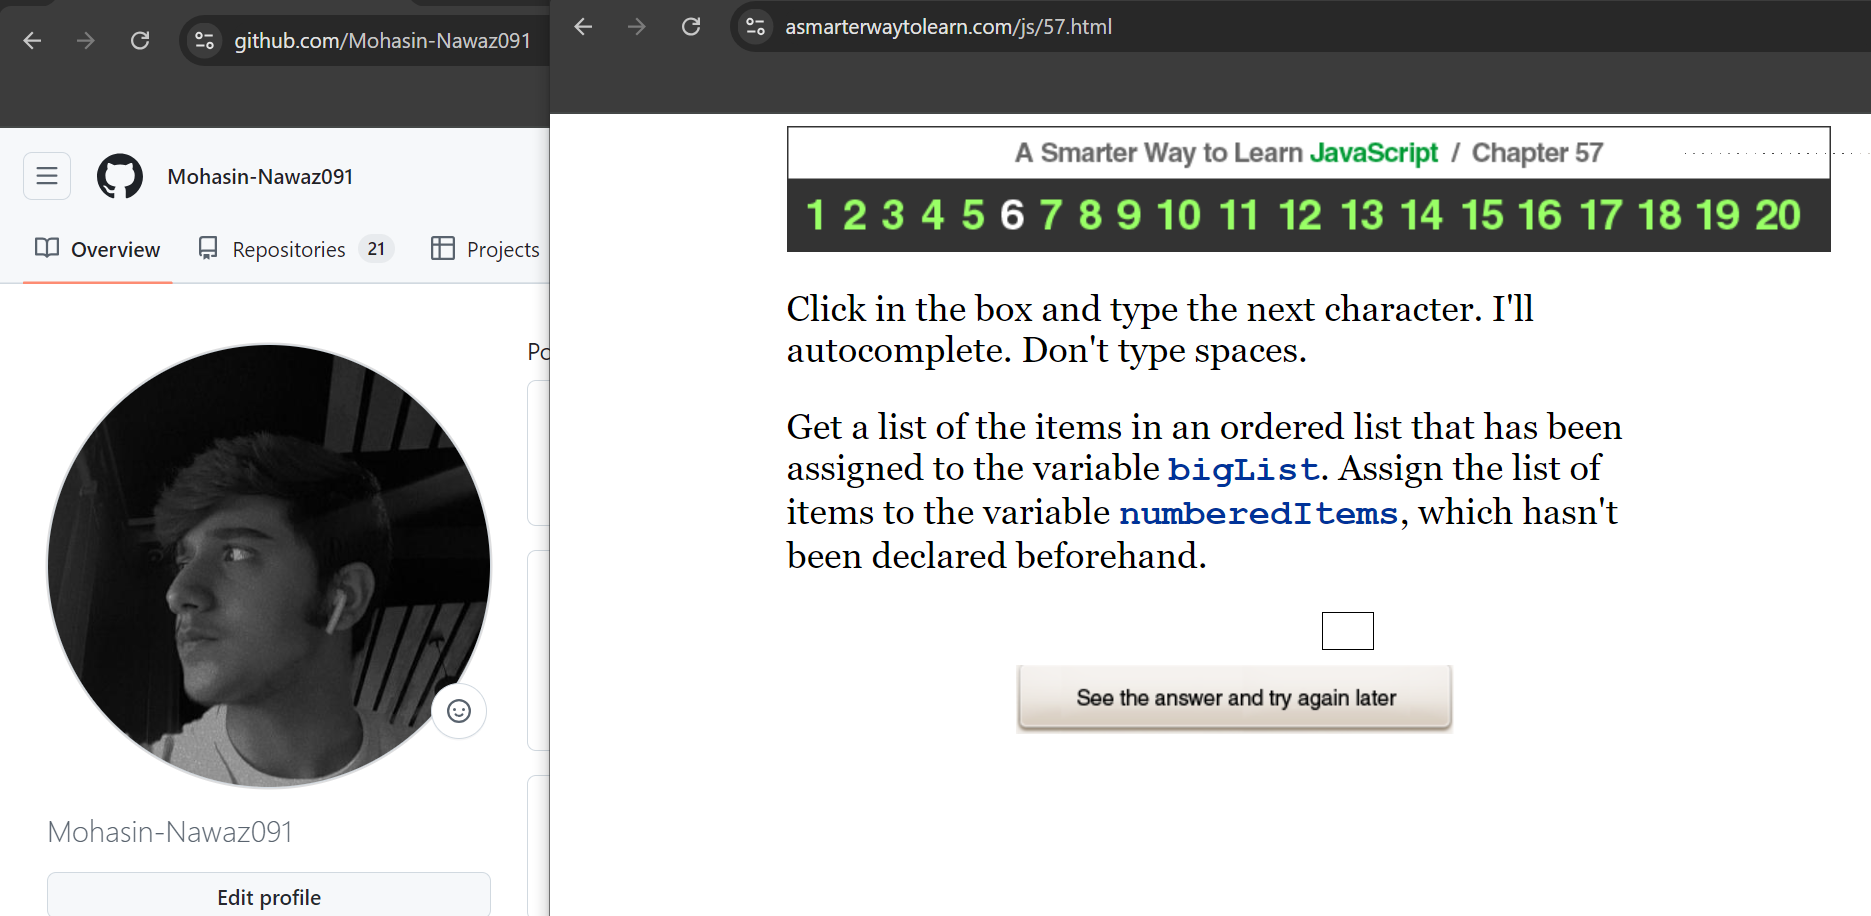 github.com/Mohasin-Nawaz091
Mohasin-Nawaz091
Overview
Repositories 21
Projects
Po
Mohasin-Nawaz091
Edit profile
asmarterwaytolearn.com/js/57.html
A Smarter Way to Learn JavaScript / Chapter 57
1 2 3 4 5 6 7 8 9 10 11 12 13 14 15 16 17 18 19 20
Click in the box and type the next character. I'll
autocomplete. Don't type spaces.
Get a list of the items in an ordered list that has been
assigned to the variable bigList. Assign the list of
items to the variable numberedItems, which hasn't
been declared beforehand.
See the answer and try again later